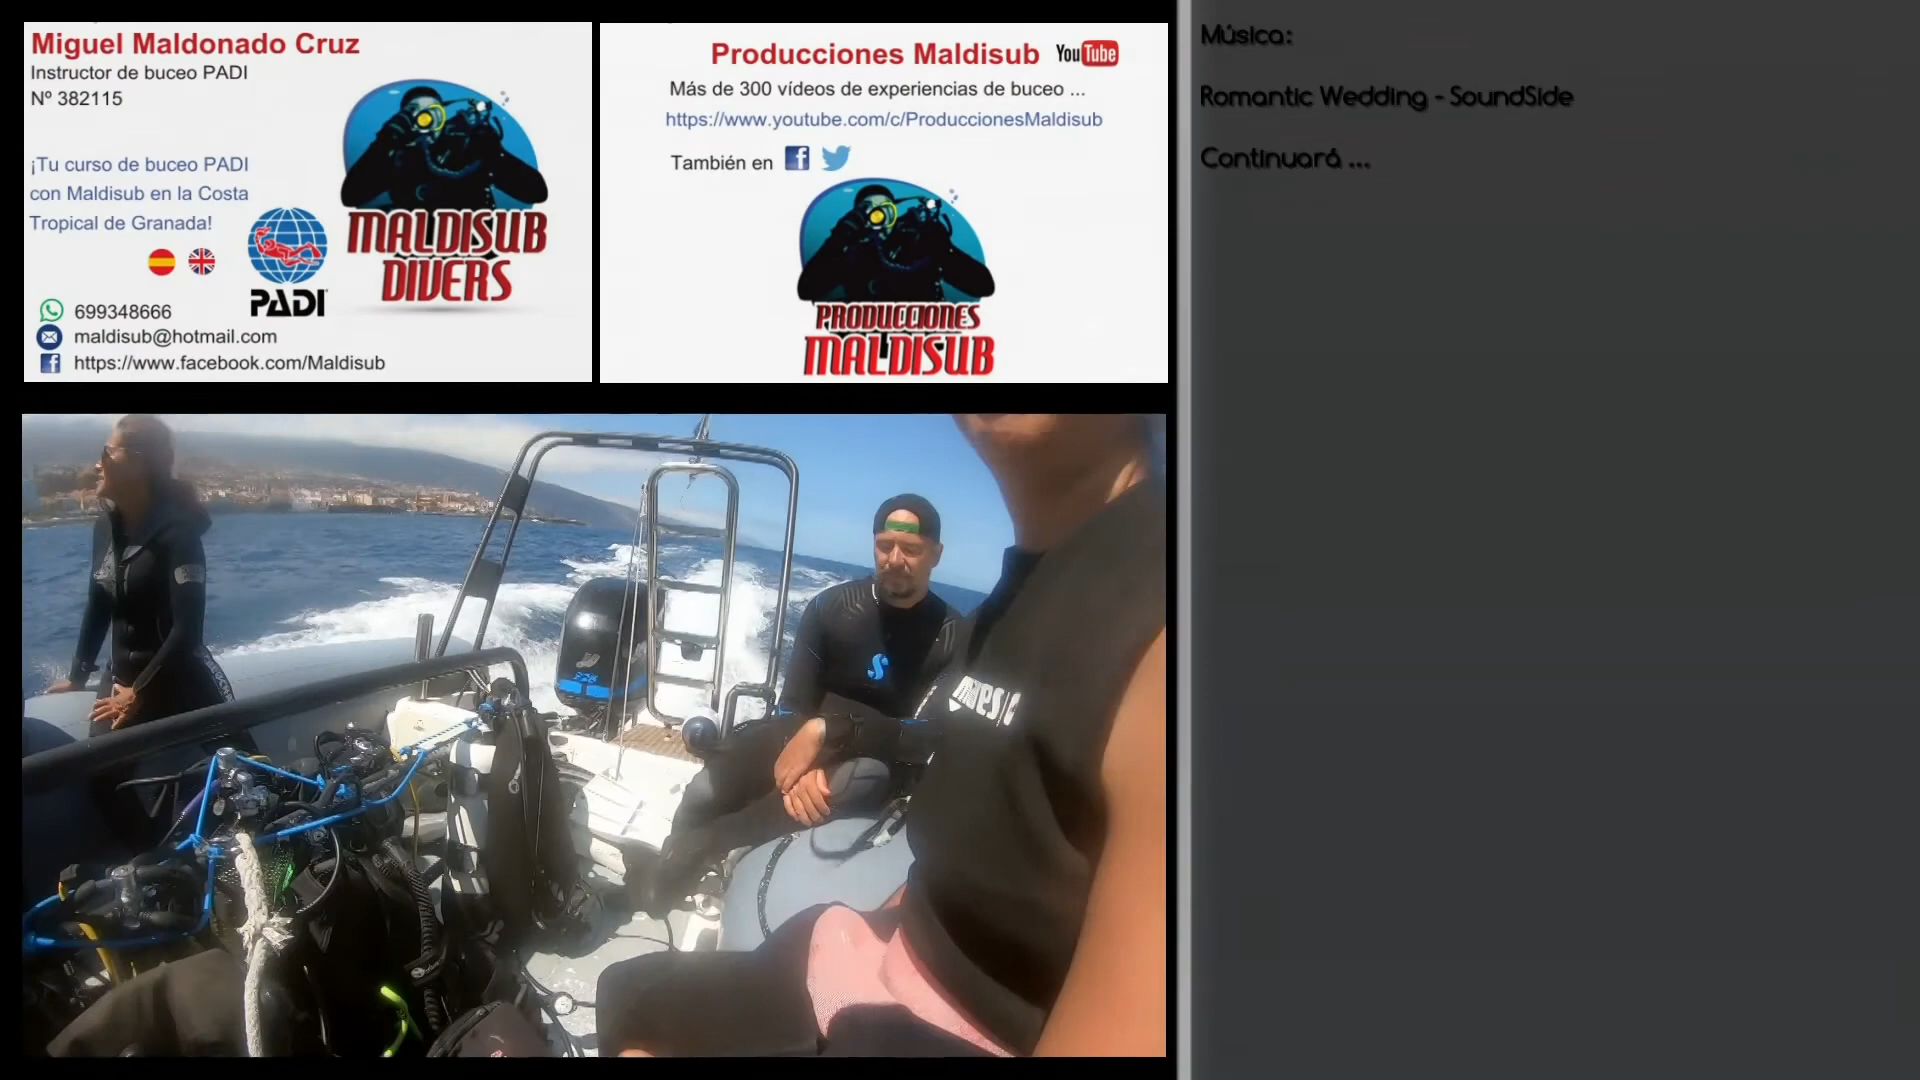 Miguel Maldonado Cruz
Instructor de buceo PADI
Nº 382115
¡Tu curso de buceo PADI
con Maldisub en la Costa
Tropical de Granada!
PADI
MALDISUB
DIVERS
699348666
maldisub@hotmail.com
https://www.facebook.com/Maldisub
Producciones Maldisub YouTube
Más de 300 vídeos de experiencias de buceo ...
https://www.youtube.com/c/ProduccionesMaldisub
También en
PRODUCCIONES
MALDISUB
Música:
Romantic Wedding - SoundSide
Continuará ...